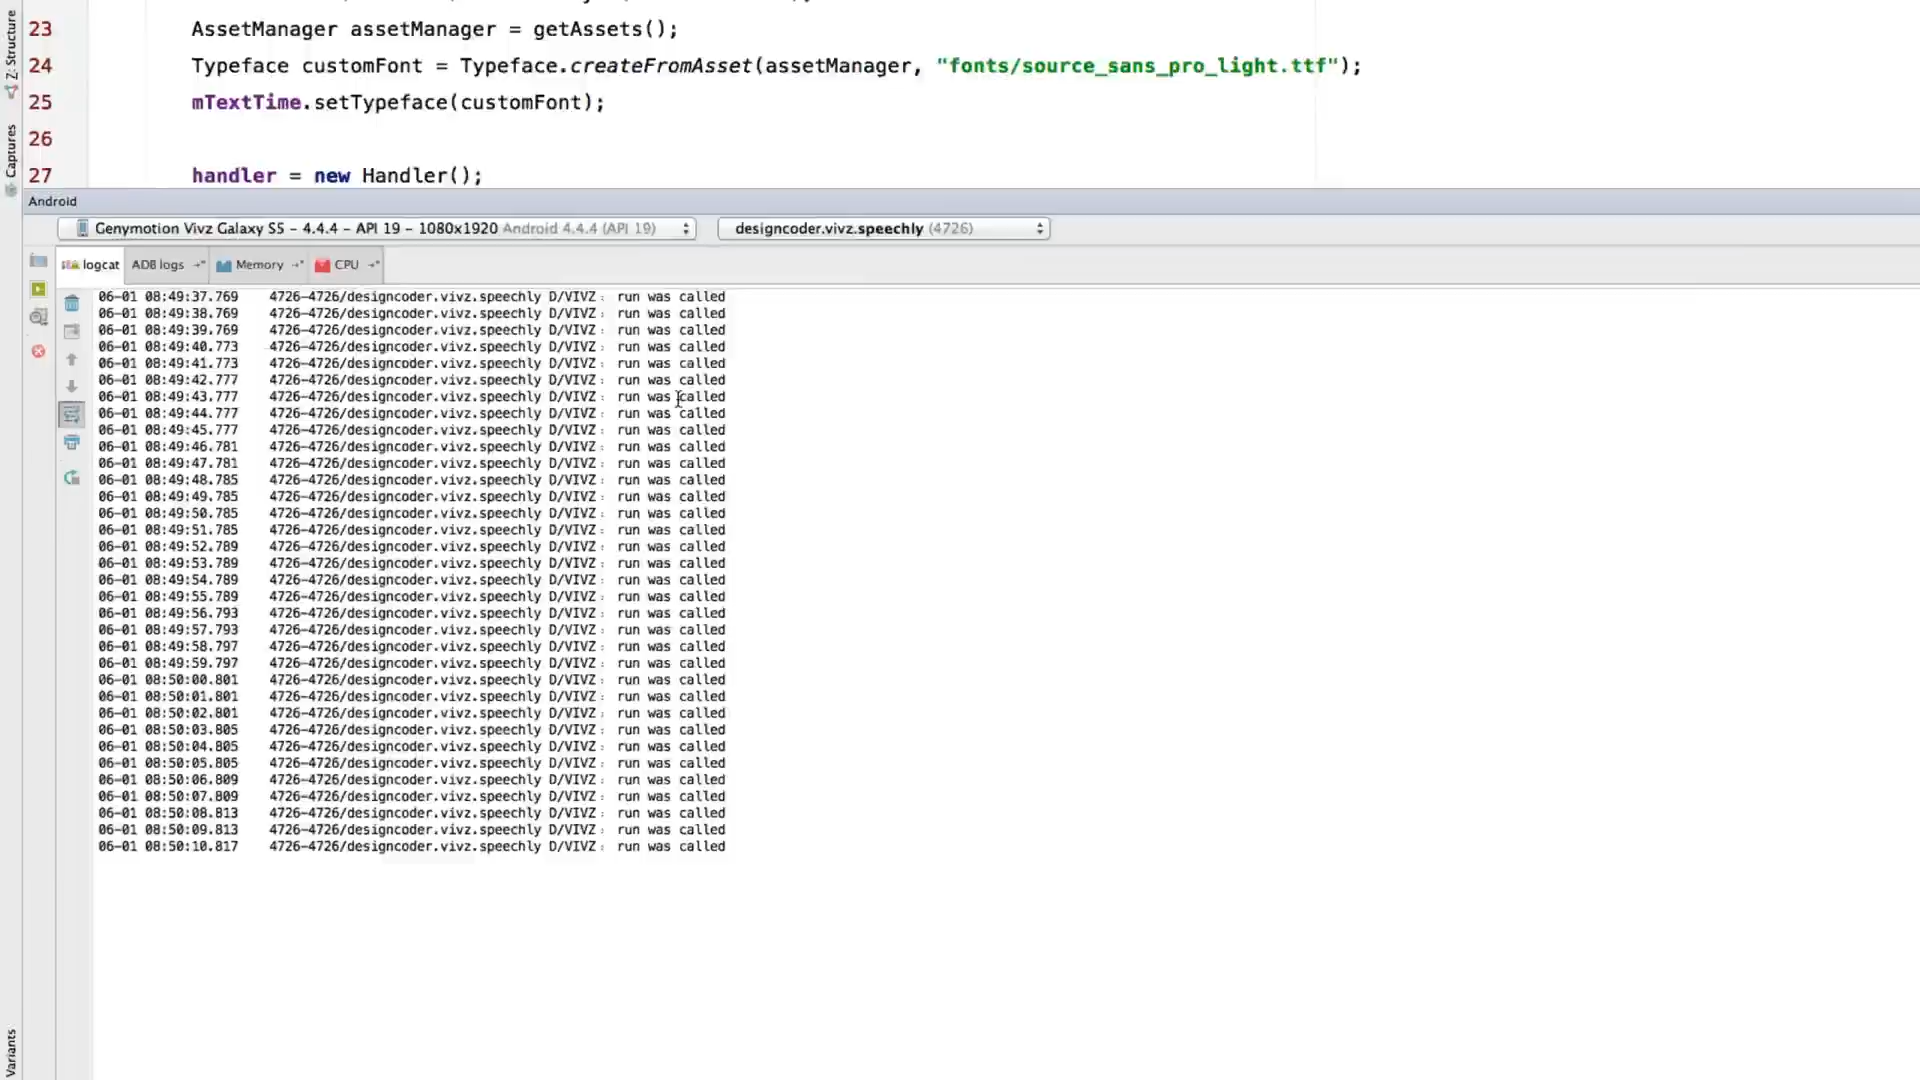 Z: Structure
Captures
Variants
23 AssetManager assetManager = getAssets();
24 Typeface customFont = Typeface.createFromAsset(assetManager, "fonts/source_sans_pro_light.ttf");
25 mTextTime.setTypeface(customFont);
26
27 handler = new Handler();
Android
Genymotion Vivz Galaxy S5 - 4.4.4 - API 19 - 1080x1920 Android 4.4.4 (API 19) designcoder.vivz.speechly (4726)
logcat ADB logs Memory CPU
06-01 08:49:37.769 4726-4726/designcoder.vivz.speechly D/VIVZ: run was called
06-01 08:49:38.769 4726-4726/designcoder.vivz.speechly D/VIVZ: run was called
06-01 08:49:39.769 4726-4726/designcoder.vivz.speechly D/VIVZ: run was called
06-01 08:49:40.773 4726-4726/designcoder.vivz.speechly D/VIVZ: run was called
06-01 08:49:41.773 4726-4726/designcoder.vivz.speechly D/VIVZ: run was called
06-01 08:49:42.777 4726-4726/designcoder.vivz.speechly D/VIVZ: run was called
06-01 08:49:43.777 4726-4726/designcoder.vivz.speechly D/VIVZ: run was called
06-01 08:49:44.777 4726-4726/designcoder.vivz.speechly D/VIVZ: run was called
06-01 08:49:45.777 4726-4726/designcoder.vivz.speechly D/VIVZ: run was called
06-01 08:49:46.781 4726-4726/designcoder.vivz.speechly D/VIVZ: run was called
06-01 08:49:47.781 4726-4726/designcoder.vivz.speechly D/VIVZ: run was called
06-01 08:49:48.785 4726-4726/designcoder.vivz.speechly D/VIVZ: run was called
06-01 08:49:49.785 4726-4726/designcoder.vivz.speechly D/VIVZ: run was called
06-01 08:49:50.785 4726-4726/designcoder.vivz.speechly D/VIVZ: run was called
06-01 08:49:51.785 4726-4726/designcoder.vivz.speechly D/VIVZ: run was called
06-01 08:49:52.789 4726-4726/designcoder.vivz.speechly D/VIVZ: run was called
06-01 08:49:53.789 4726-4726/designcoder.vivz.speechly D/VIVZ: run was called
06-01 08:49:54.789 4726-4726/designcoder.vivz.speechly D/VIVZ: run was called
06-01 08:49:55.789 4726-4726/designcoder.vivz.speechly D/VIVZ: run was called
06-01 08:49:56.793 4726-4726/designcoder.vivz.speechly D/VIVZ: run was called
06-01 08:49:57.793 4726-4726/designcoder.vivz.speechly D/VIVZ: run was called
06-01 08:49:58.797 4726-4726/designcoder.vivz.speechly D/VIVZ: run was called
06-01 08:49:59.797 4726-4726/designcoder.vivz.speechly D/VIVZ: run was called
06-01 08:50:00.801 4726-4726/designcoder.vivz.speechly D/VIVZ: run was called
06-01 08:50:01.801 4726-4726/designcoder.vivz.speechly D/VIVZ: run was called
06-01 08:50:02.801 4726-4726/designcoder.vivz.speechly D/VIVZ: run was called
06-01 08:50:03.805 4726-4726/designcoder.vivz.speechly D/VIVZ: run was called
06-01 08:50:04.805 4726-4726/designcoder.vivz.speechly D/VIVZ: run was called
06-01 08:50:05.805 4726-4726/designcoder.vivz.speechly D/VIVZ: run was called
06-01 08:50:06.809 4726-4726/designcoder.vivz.speechly D/VIVZ: run was called
06-01 08:50:07.809 4726-4726/designcoder.vivz.speechly D/VIVZ: run was called
06-01 08:50:08.813 4726-4726/designcoder.vivz.speechly D/VIVZ: run was called
06-01 08:50:09.813 4726-4726/designcoder.vivz.speechly D/VIVZ: run was called
06-01 08:50:10.817 4726-4726/designcoder.vivz.speechly D/VIVZ: run was called